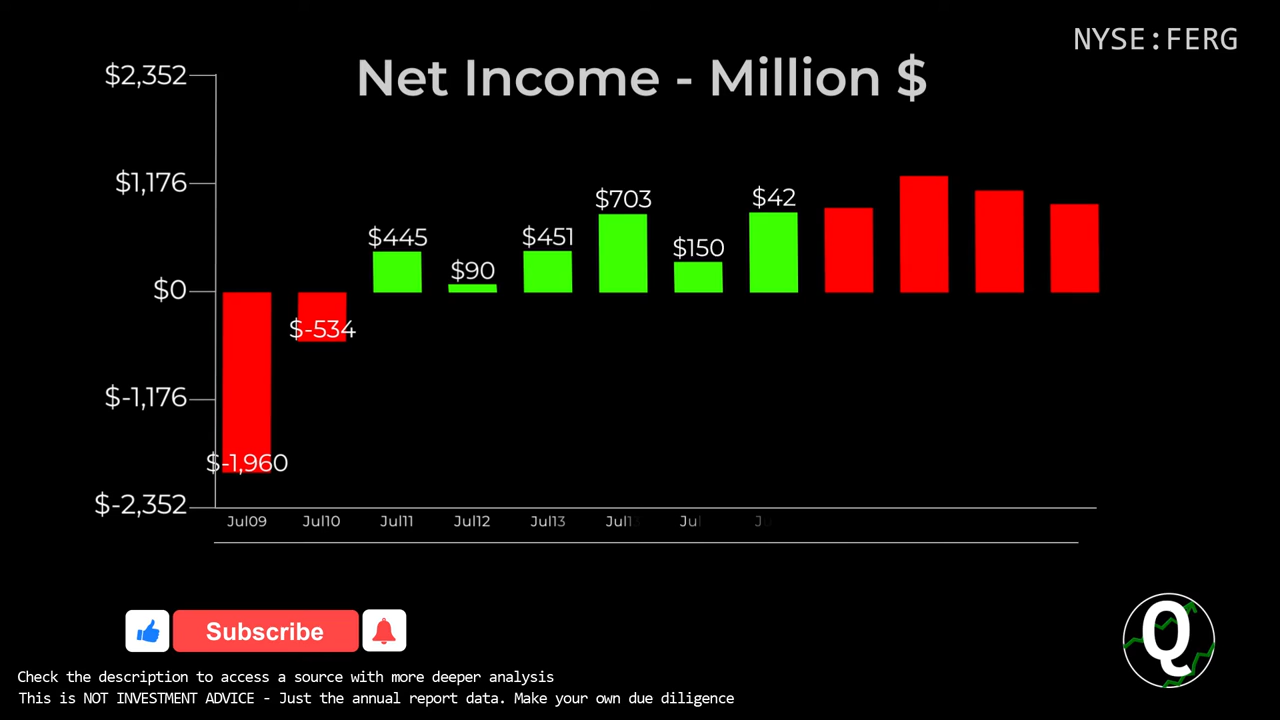 NYSE:FERG
Net Income - Million $
$2,352
$1,176
$0
$-1,176
$-2,352
$-1,960
$-534
$445
$90
$451
$703
$150
$42
Jul09 Jul10 Jul11 Jul12 Jul13 Jul13 Jul
Subscribe
Q
Check the description to access a source with more deeper analysis
This is NOT INVESTMENT ADVICE - Just the annual report data. Make your own due diligence